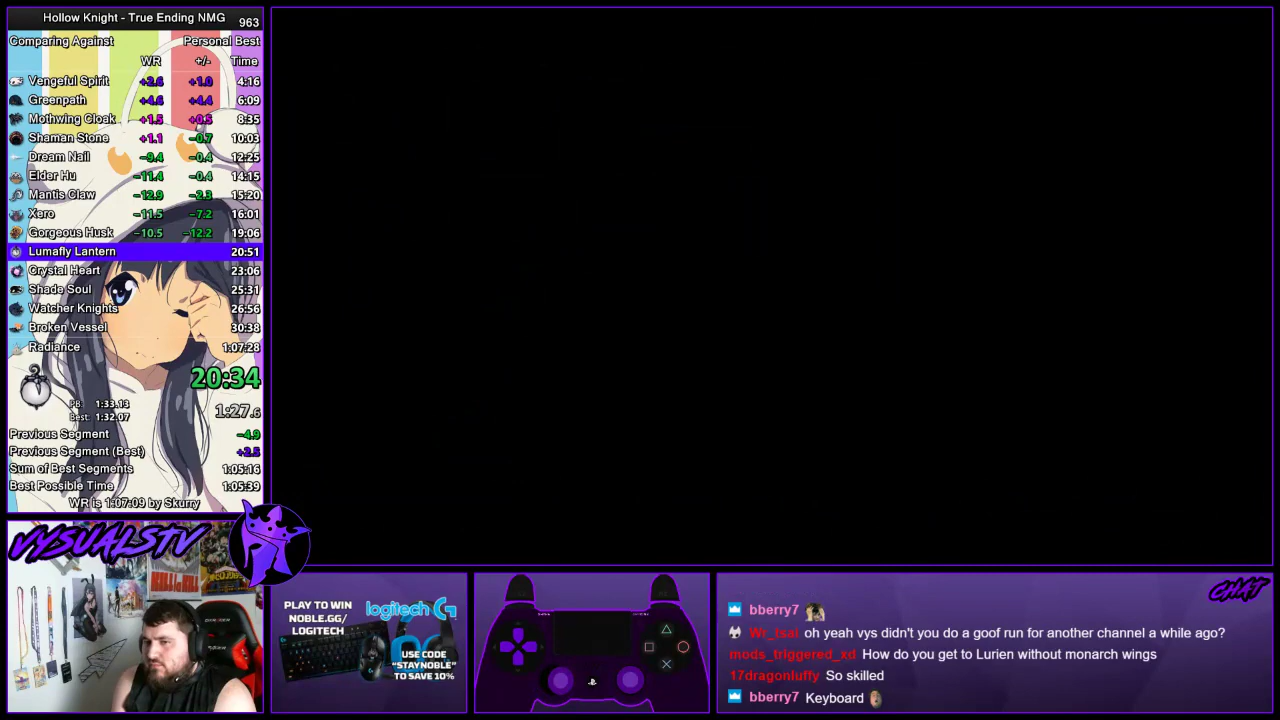 Hollow Knight - True Ending NMG 963
Comparing Against Personal Best
WR +/- Time
Vengeful Spirit +2.6 +1.0 4:16
Greenpath +4.6 +4.4 6:09
Mothwing Cloak +1.5 +0.5 8:35
Shaman Stone +1.1 -0.7 10:03
Dream Nail -9.4 -0.4 12:25
Elder Hu -11.4 -0.4 14:15
Mantis Claw -12.9 -2.3 15:20
Xero -11.5 -7.2 16:01
Gorgeous Husk -10.5 -12.2 19:06
Lumafly Lantern 20:51
Crystal Heart 23:06
Shade Soul 25:31
Watcher Knights 26:56
Broken Vessel 30:38
Radiance 1:07:28
20:34
PB: 1:33.13
Best: 1:32.07
1:27.6
Previous Segment -4.9
Previous Segment (Best) +2.5
Sum of Best Segments 1:05:16
Best Possible Time 1:05:39
WR is 1:07:09 by Skurry
VYSUALSTV
KILL la KILL
PLAY TO WIN
NOBLE.GG/
LOGITECH
logitech G
USE CODE
"STAYNOBLE"
TO SAVE 10%
CHAT
bberry7
Wr_tsai oh yeah vys didn't you do a goof run for another channel a while ago?
mods_triggered_xd How do you get to Lurien without monarch wings
17dragonluffy So skilled
bberry7 Keyboard